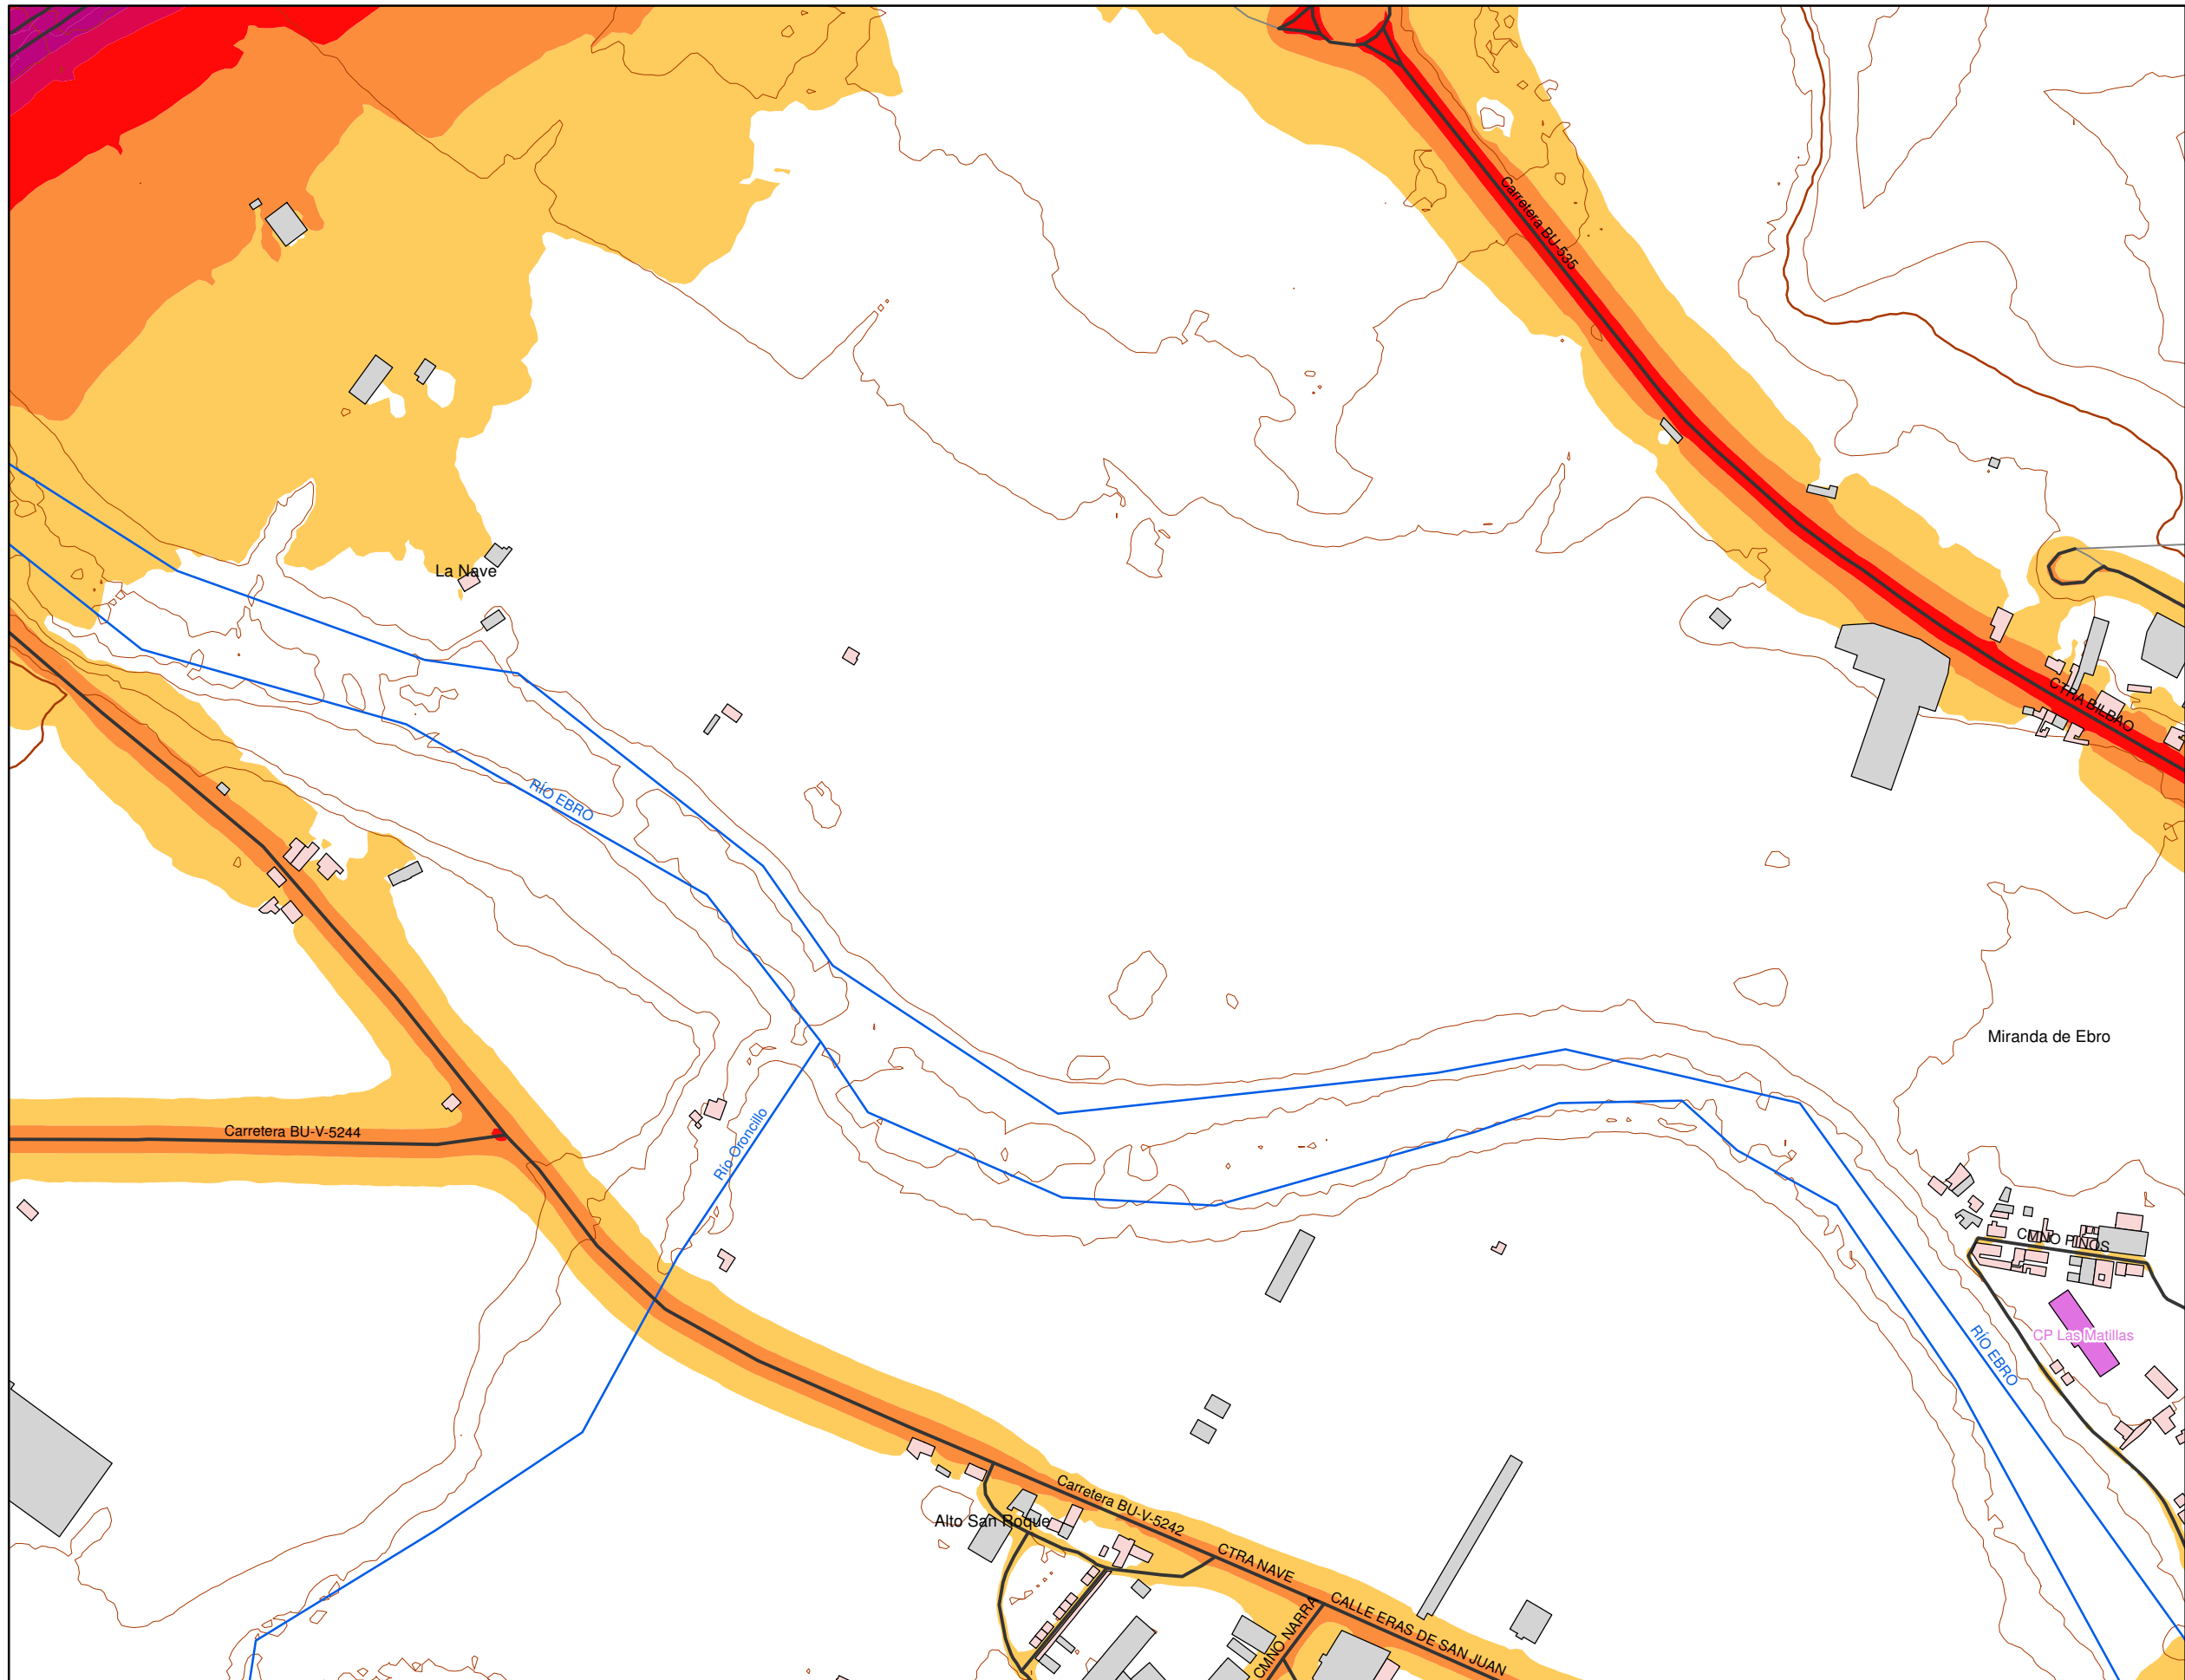 Carretera BU-535
La Nave
CTRA BILBAO
RÍO EBRO
Miranda de Ebro
Carretera BU-V-5244
Río Oroncillo
CMNO PINOS
CP Las Matillas
RÍO EBRO
Carretera BU-V-5242
Alto San Roque
CTRA NAVE
CALLE ERAS DE SAN JUAN
CMNO NARRA